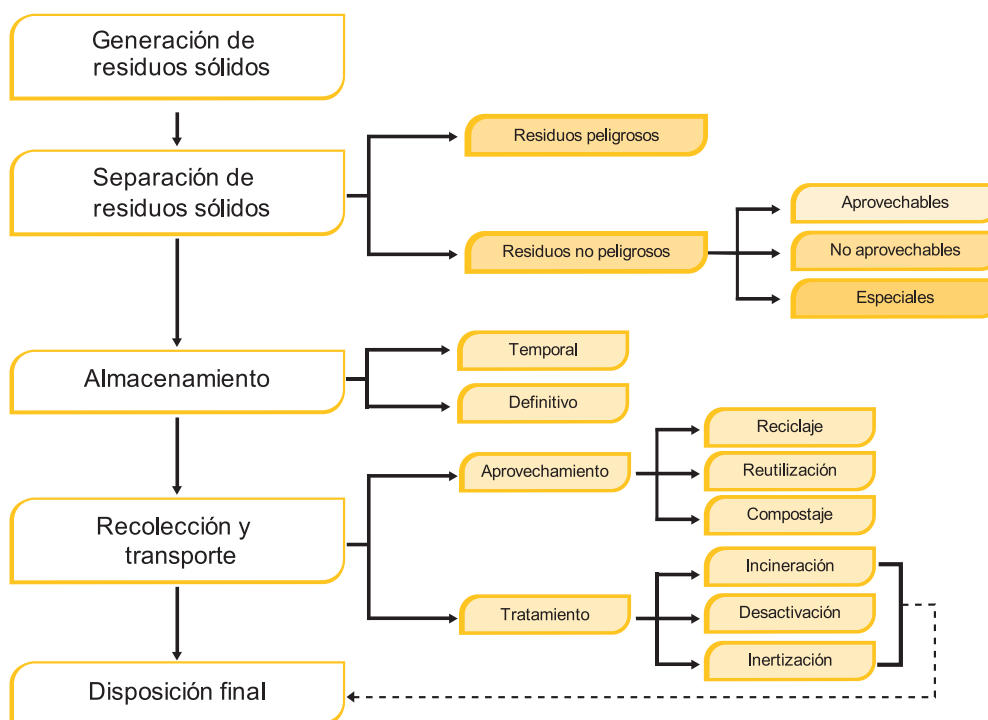 Generación de
residuos sólidos
Separación de
residuos sólidos
Residuos peligrosos
Residuos no peligrosos
Aprovechables
No aprovechables
Especiales
Almacenamiento
Temporal
Definitivo
Recolección y
transporte
Aprovechamiento
Reciclaje
Reutilización
Compostaje
Tratamiento
Incineración
Desactivación
Inertización
Disposición final